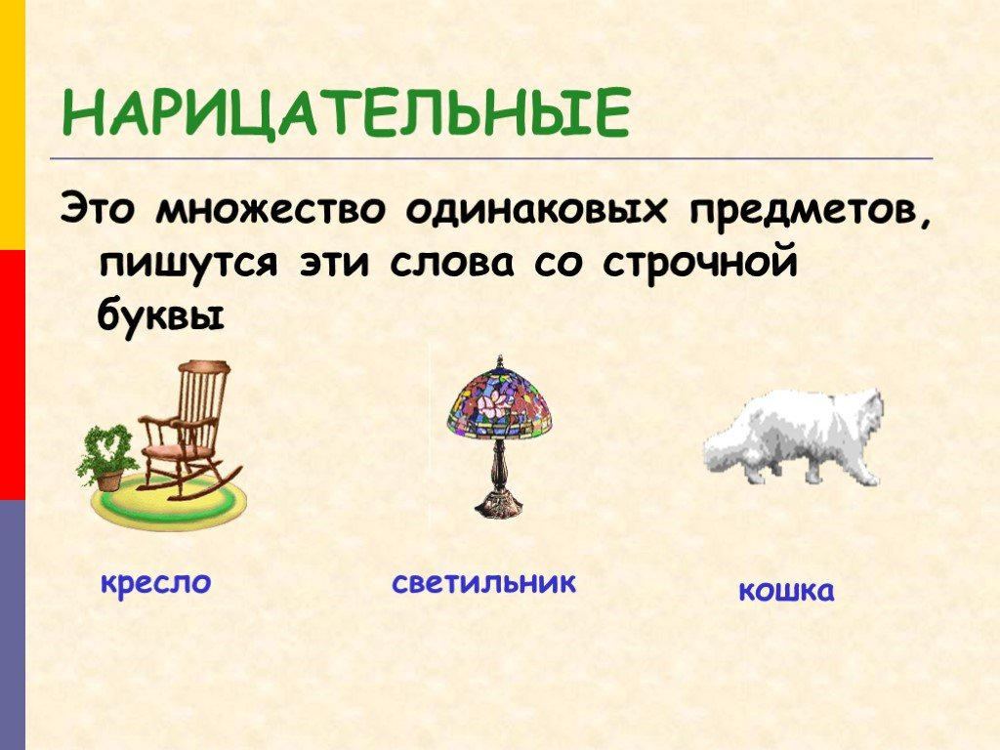 НАРИЦАТЕЛЬНЫЕ
Это множество одинаковых предметов,
пишутся эти слова со строчной
буквы
кресло
светильник
кошка